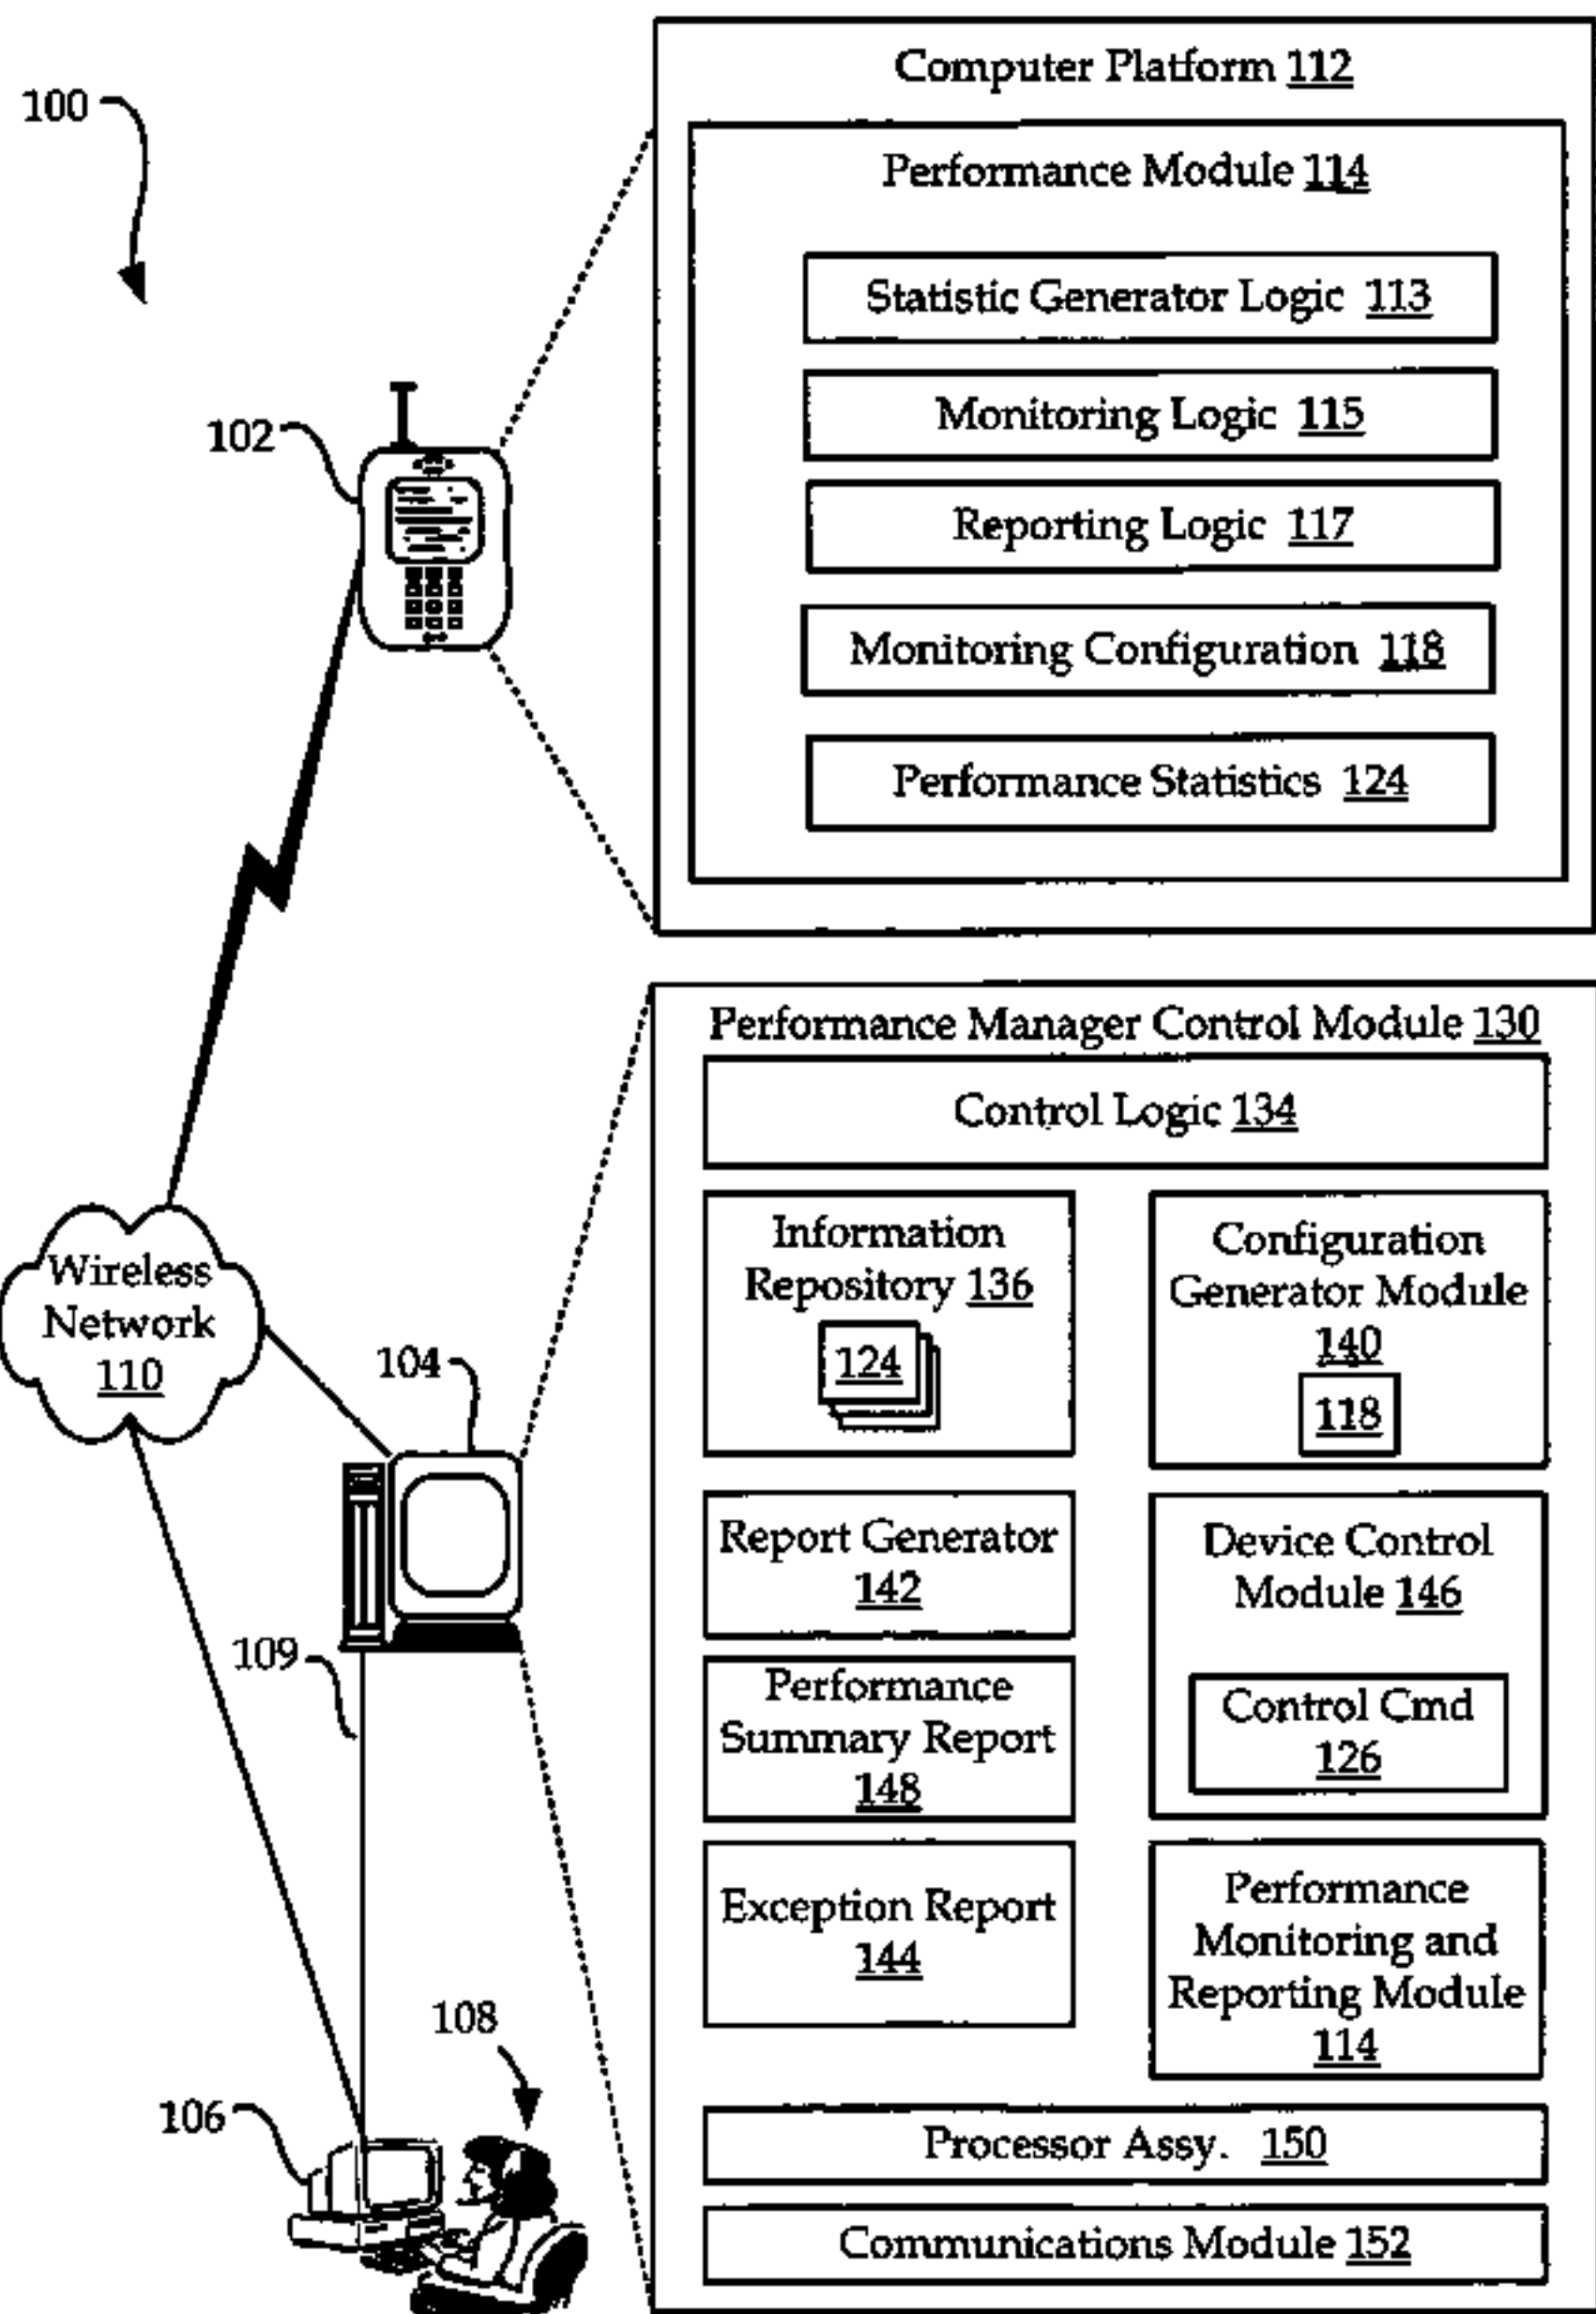 100
102
Computer Platform 112
Performance Module 114
Statistic Generator Logic 113
Monitoring Logic 115
Reporting Logic 117
Monitoring Configuration 118
Performance Statistics 124
Wireless
Network
110
104
109
106
108
Performance Manager Control Module 130
Control Logic 134
Information
Repository 136
124
Configuration
Generator Module
140
118
Report Generator
142
Device Control
Module 146
Control Cmd
126
Performance
Summary Report
148
Exception Report
144
Performance
Monitoring and
Reporting Module
114
Processor Assy. 150
Communications Module 152